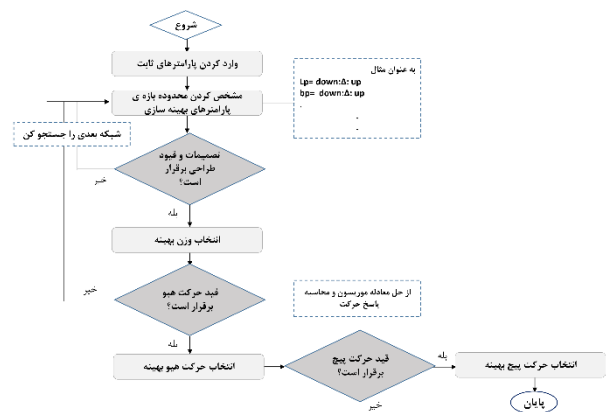 شروع
وارد کردن پارامترهای ثابت
مشخص کردن محدوده بازه ی
پارامترهای بهینه سازی
به عنوان مثال
Lp= down:Δ: up
bp= down:Δ: up
.
-
-
شبکه بعدی را جستجو کن
تصمیمات و قیود
طراحی برقرار
است؟
خیر
بله
انتخاب وزن بهینه
قید حرکت هیو
برقرار است؟
خیر
از حل معادله موریسون و محاسبه
پاسخ حرکت
بله
انتخاب حرکت هیو بهینه
قید حرکت پیچ
برقرار است؟
بله
خیر
انتخاب حرکت پیچ بهینه
پایان